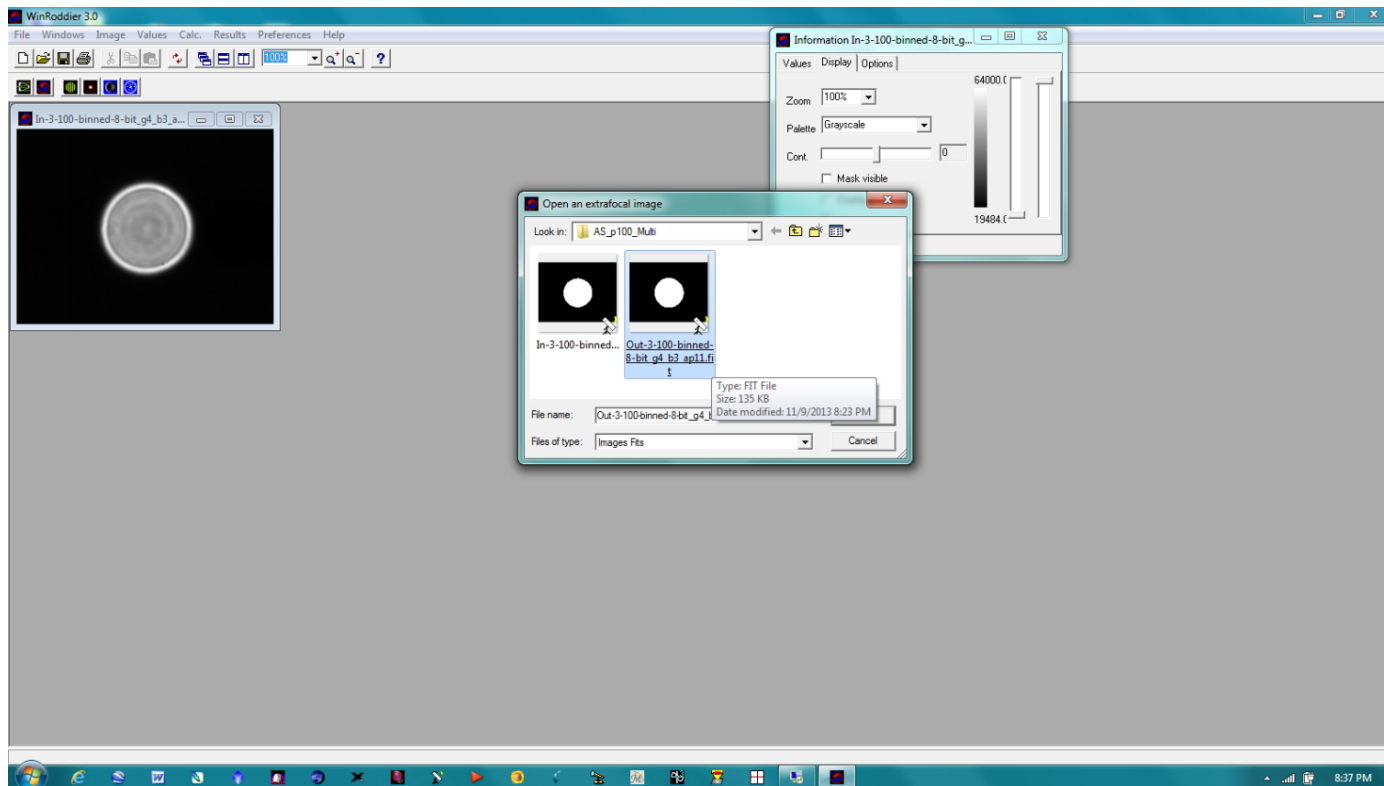 WinRoddier 3.0
File Windows Image Values Calc. Results Preferences Help
100%
In-3-100-binned-8-bit_g4_b3_a...
Information In-3-100-binned-8-bit_g...
Values Display Options
64000.(
Zoom 100%
Palette Grayscale
Cont. 0
Mask visible
19484.(
Open an extrafocal image
Look in: AS_p100_Multi
In-3-100-binned...
Out-3-100-binned-
8-bit_g4_b3_ap11.fi
t
Type: FIT File
Size: 135 KB
Date modified: 11/9/2013 8:23 PM
File name: Out-3-100-binned-8-bit_g4_b
Files of type: Images Fits
Cancel
8:37 PM